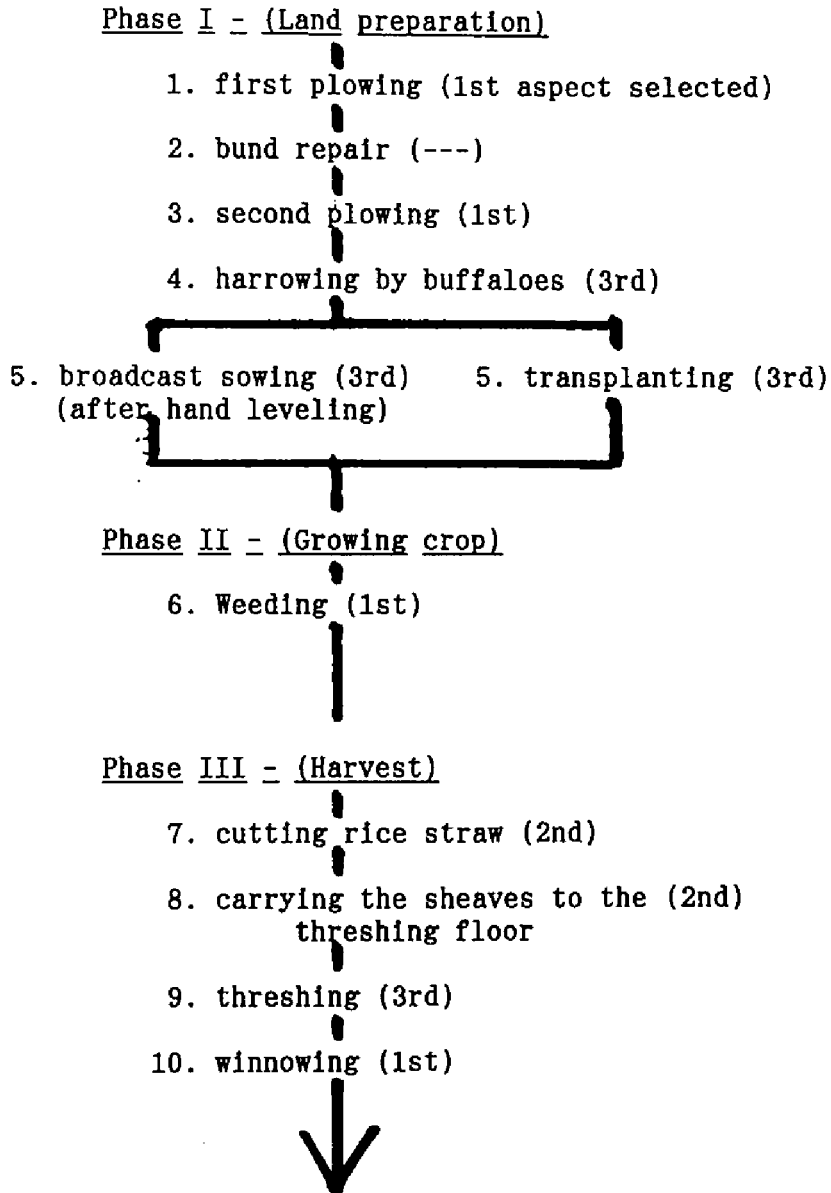 Phase I - (Land preparation)
1. first plowing (1st aspect selected)
2. bund repair (---)
3. second plowing (1st)
4. harrowing by buffaloes (3rd)
5. broadcast sowing (3rd)
(after hand leveling)
5. transplanting (3rd)
Phase II - (Growing crop)
6. Weeding (1st)
Phase III - (Harvest)
7. cutting rice straw (2nd)
8. carrying the sheaves to the (2nd)
threshing floor
9. threshing (3rd)
10. winnowing (1st)